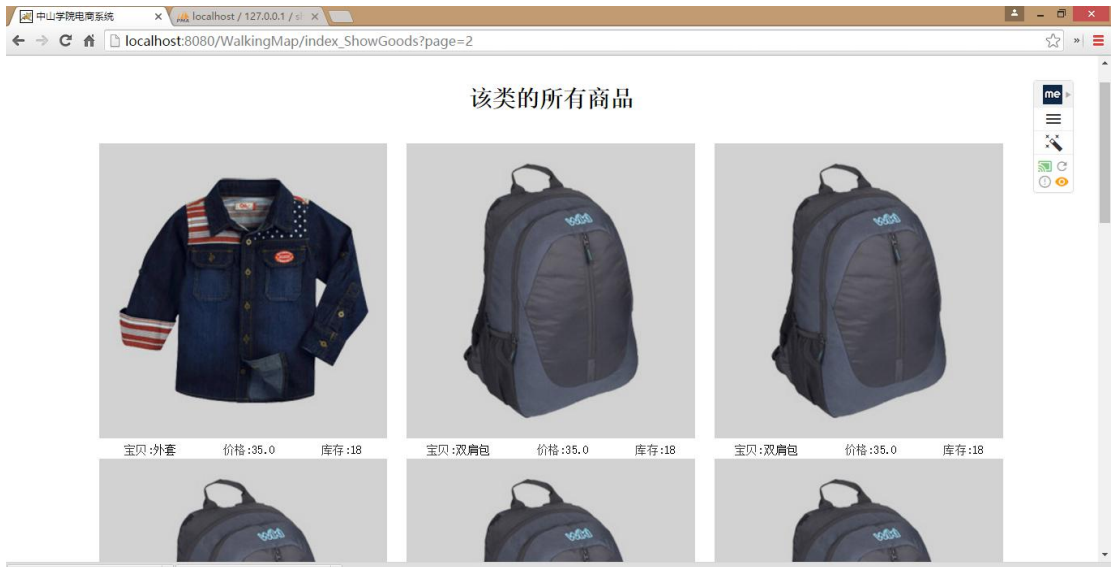 中山学院电商系统
localhost / 127.0.0.1 / sl
localhost:8080/WalkingMap/index_ShowGoods?page=2
me
该类的所有商品
宝贝:外套 价格:35.0 库存:18
宝贝:双肩包 价格:35.0 库存:18
宝贝:双肩包 价格:35.0 库存:18